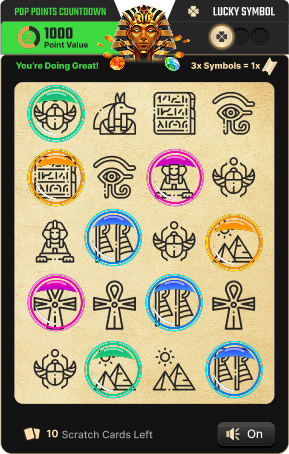 POP POINTS COUNTDOWN
LUCKY SYMBOL
2
1000
Point Value
You're Doing Great!
3x Symbols = 1x
10 Scratch Cards Left
On